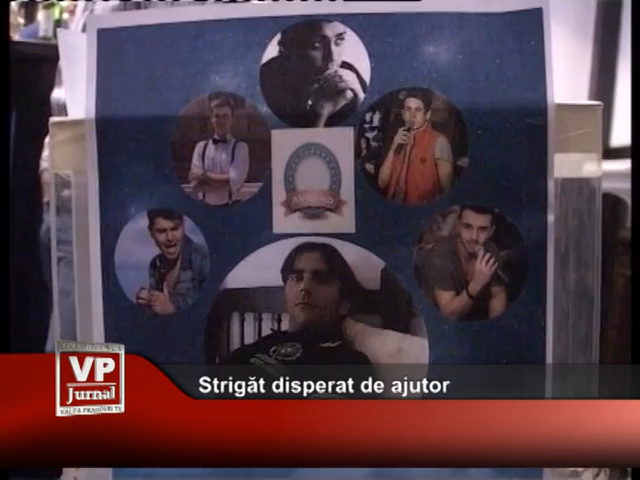 VP
Jurnal
VALEA PRAHOVEI TV
Strigăt disperat de ajutor